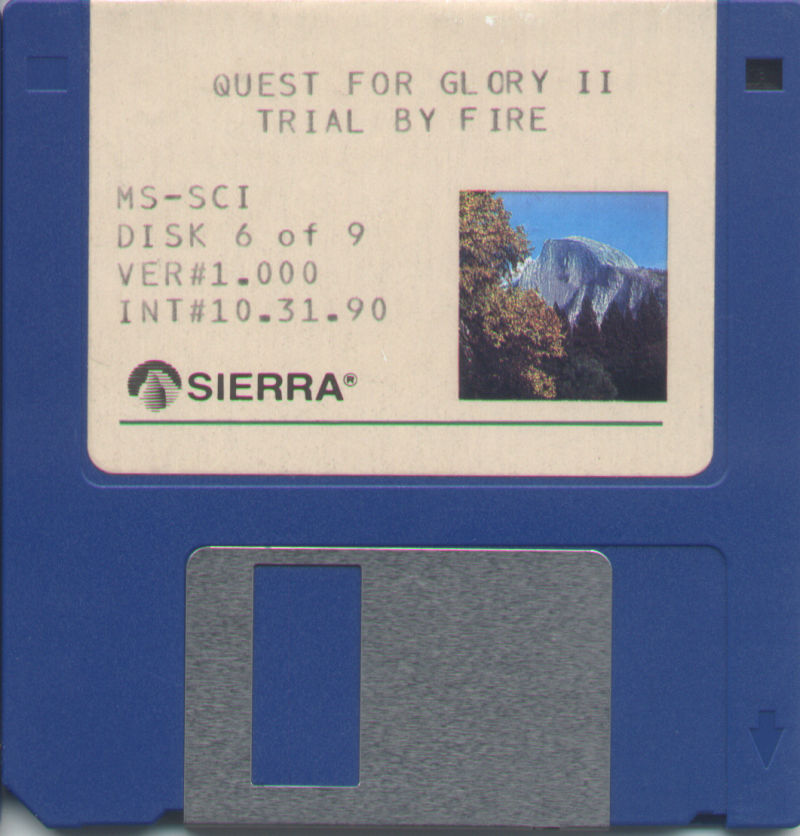 QUEST FOR GLORY II
TRIAL BY FIRE
MS-SCI
DISK 6 of 9
VER#1.000
INT#10.31.90
SIERRA®